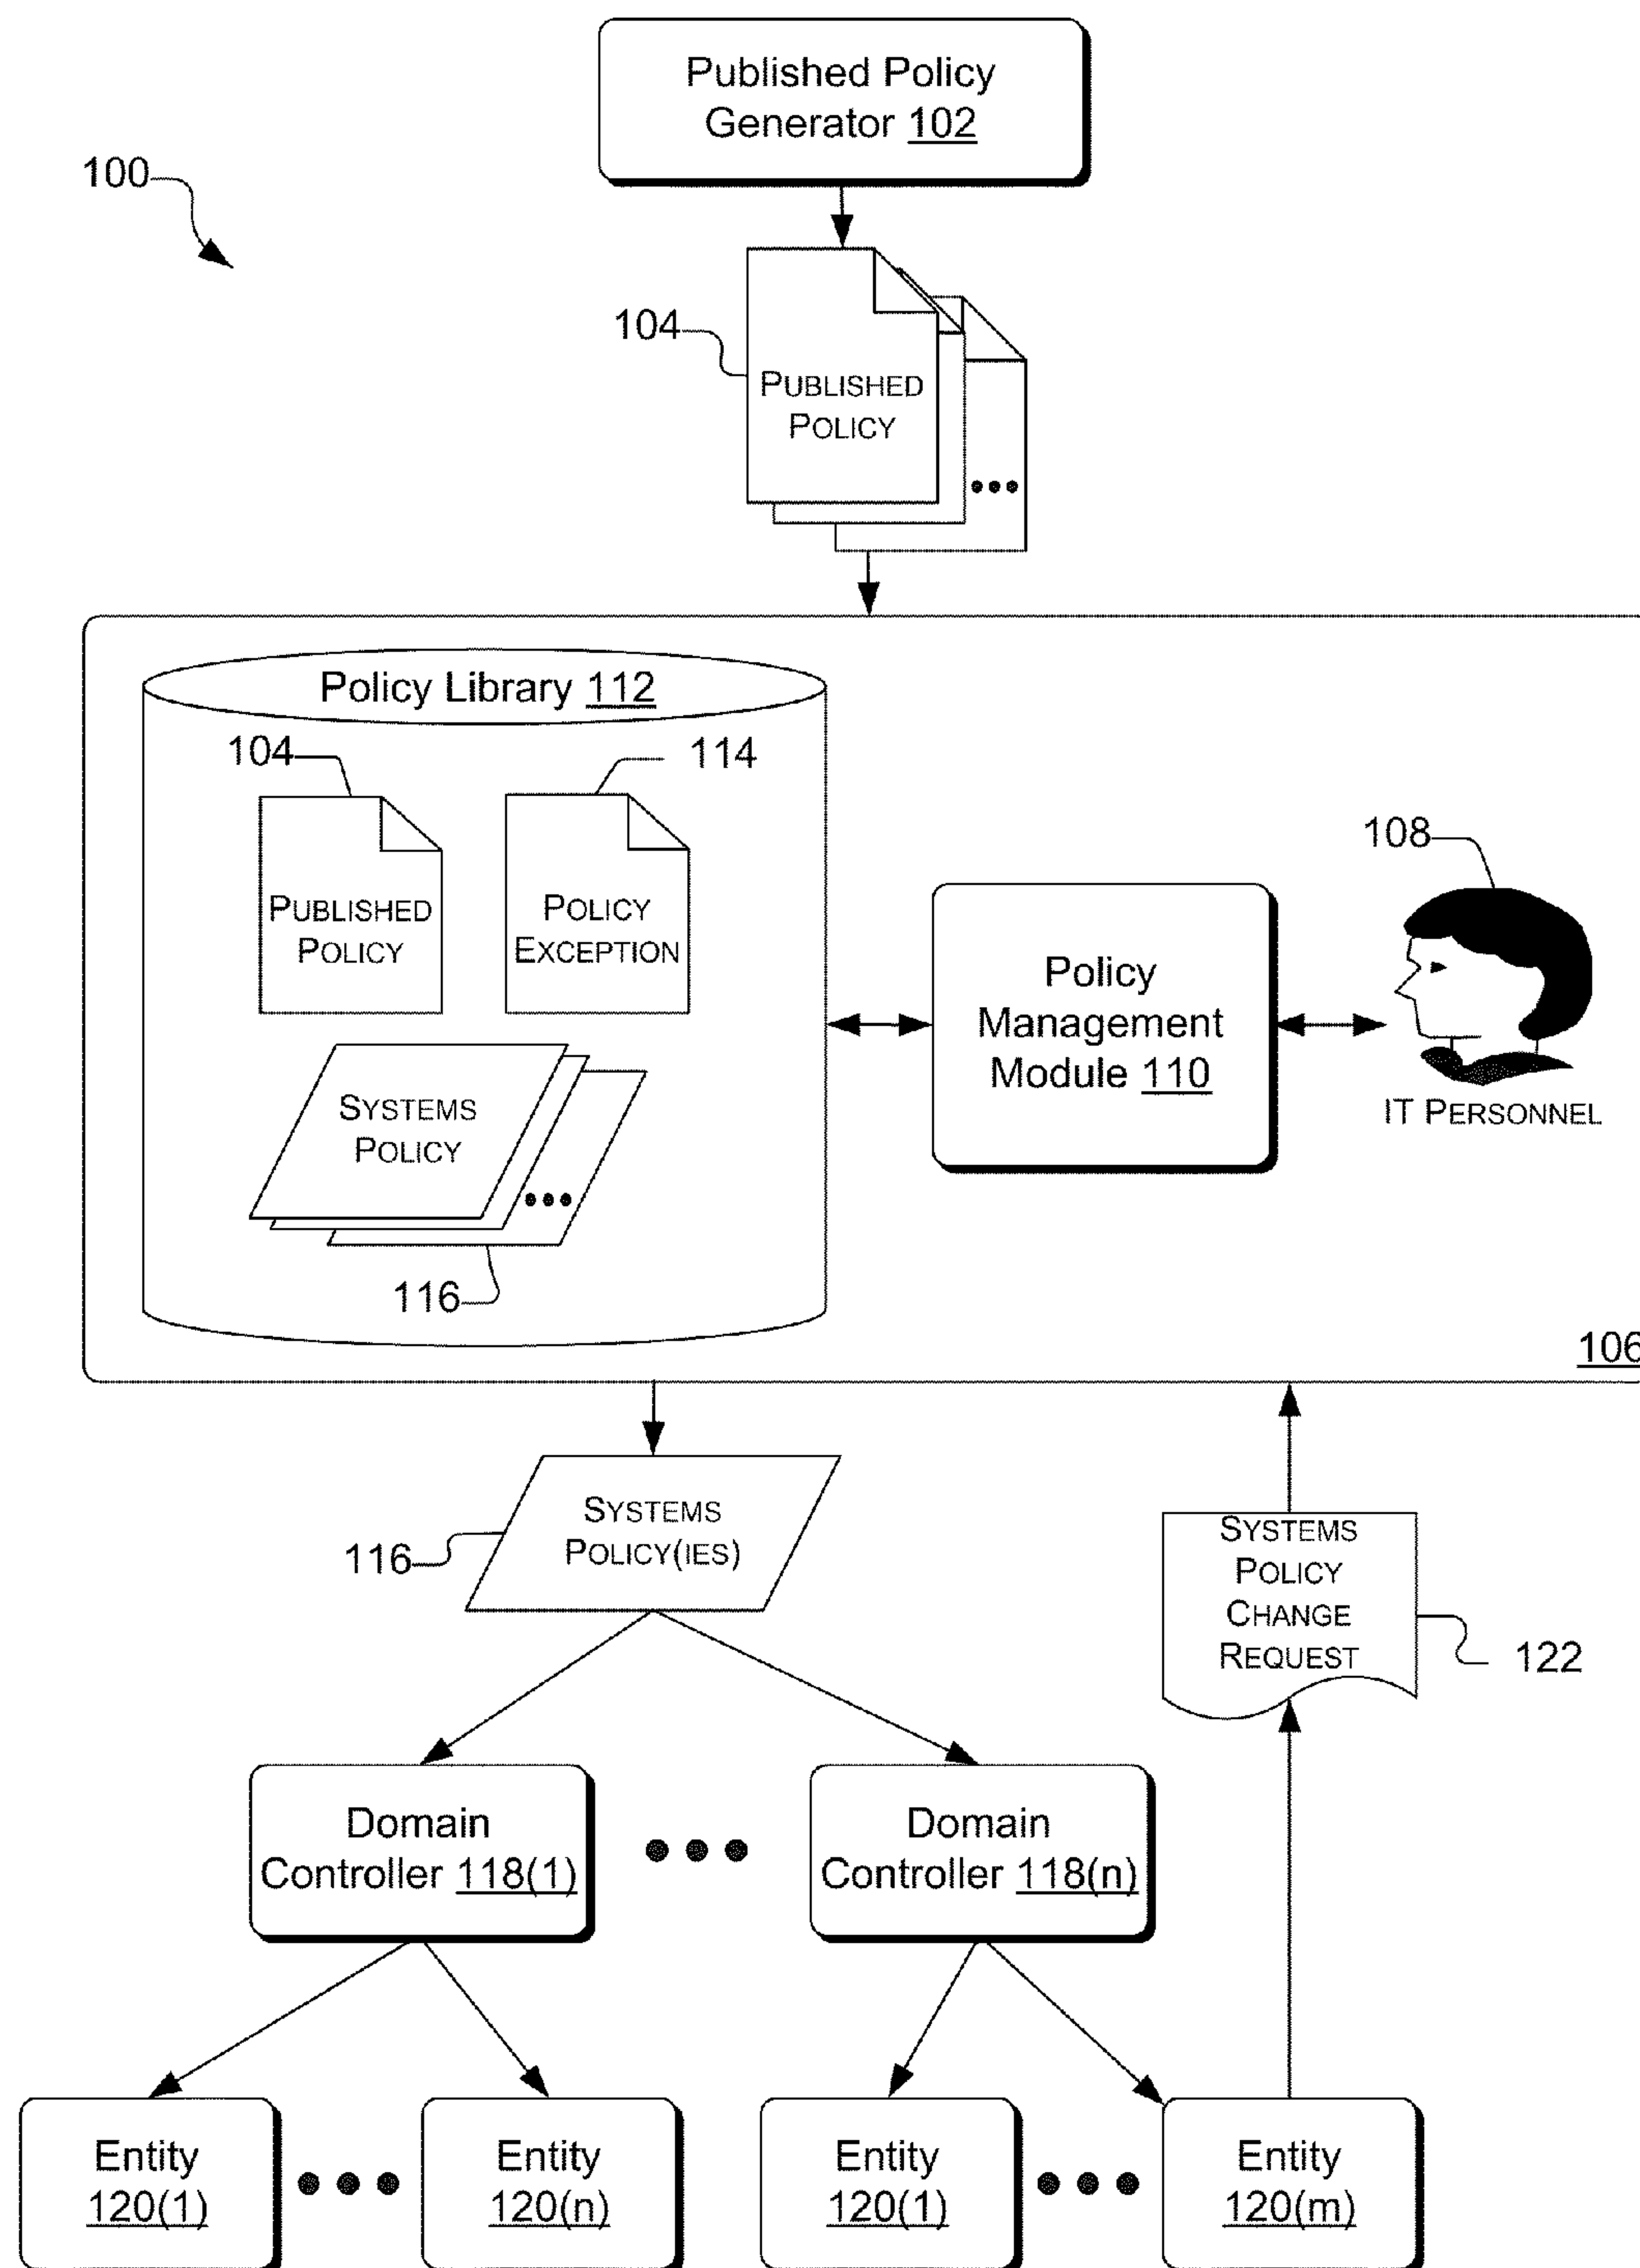 Published Policy
Generator 102
100
104
PUBLISHED
POLICY
Policy Library 112
104
114
PUBLISHED
POLICY
POLICY
EXCEPTION
SYSTEMS
POLICY
116
Policy
Management
Module 110
108
IT PERSONNEL
106
SYSTEMS
POLICY(IES)
116
SYSTEMS
POLICY
CHANGE
REQUEST
122
Domain
Controller 118(1)
Domain
Controller 118(n)
Entity
120(1)
Entity
120(n)
Entity
120(1)
Entity
120(m)